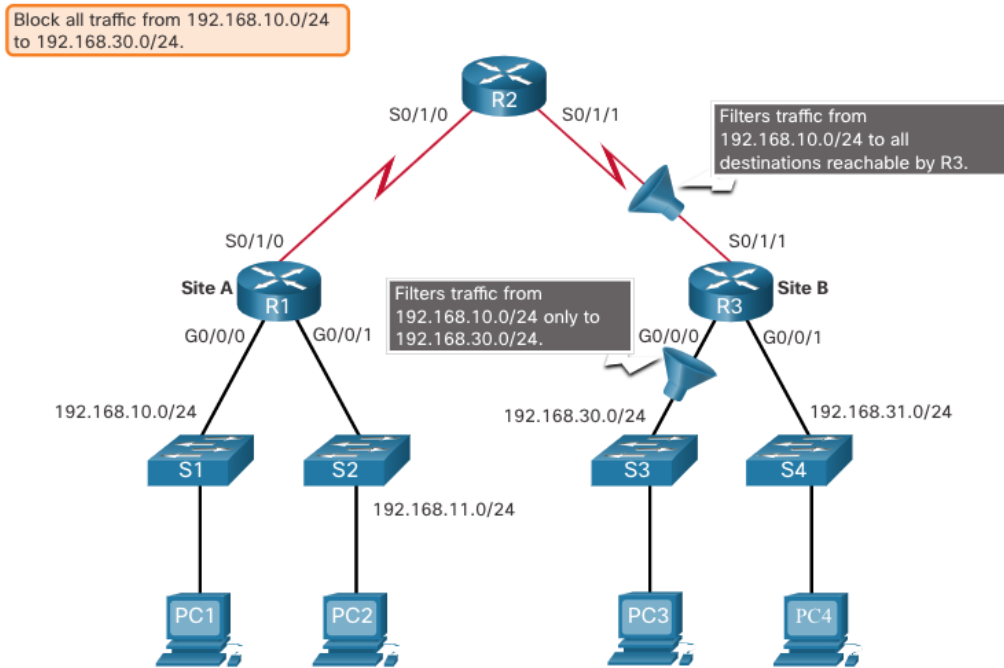 Block all traffic from 192.168.10.0/24
to 192.168.30.0/24.
R2
S0/1/0
S0/1/1
Filters traffic from
192.168.10.0/24 to all
destinations reachable by R3.
S0/1/0
S0/1/1
Site A
R1
Filters traffic from
192.168.10.0/24 only to
192.168.30.0/24.
R3
Site B
G0/0/0
G0/0/1
G0/0/0
G0/0/1
192.168.10.0/24
192.168.30.0/24
192.168.31.0/24
S1
S2
S3
S4
192.168.11.0/24
PC1
PC2
PC3
PC4